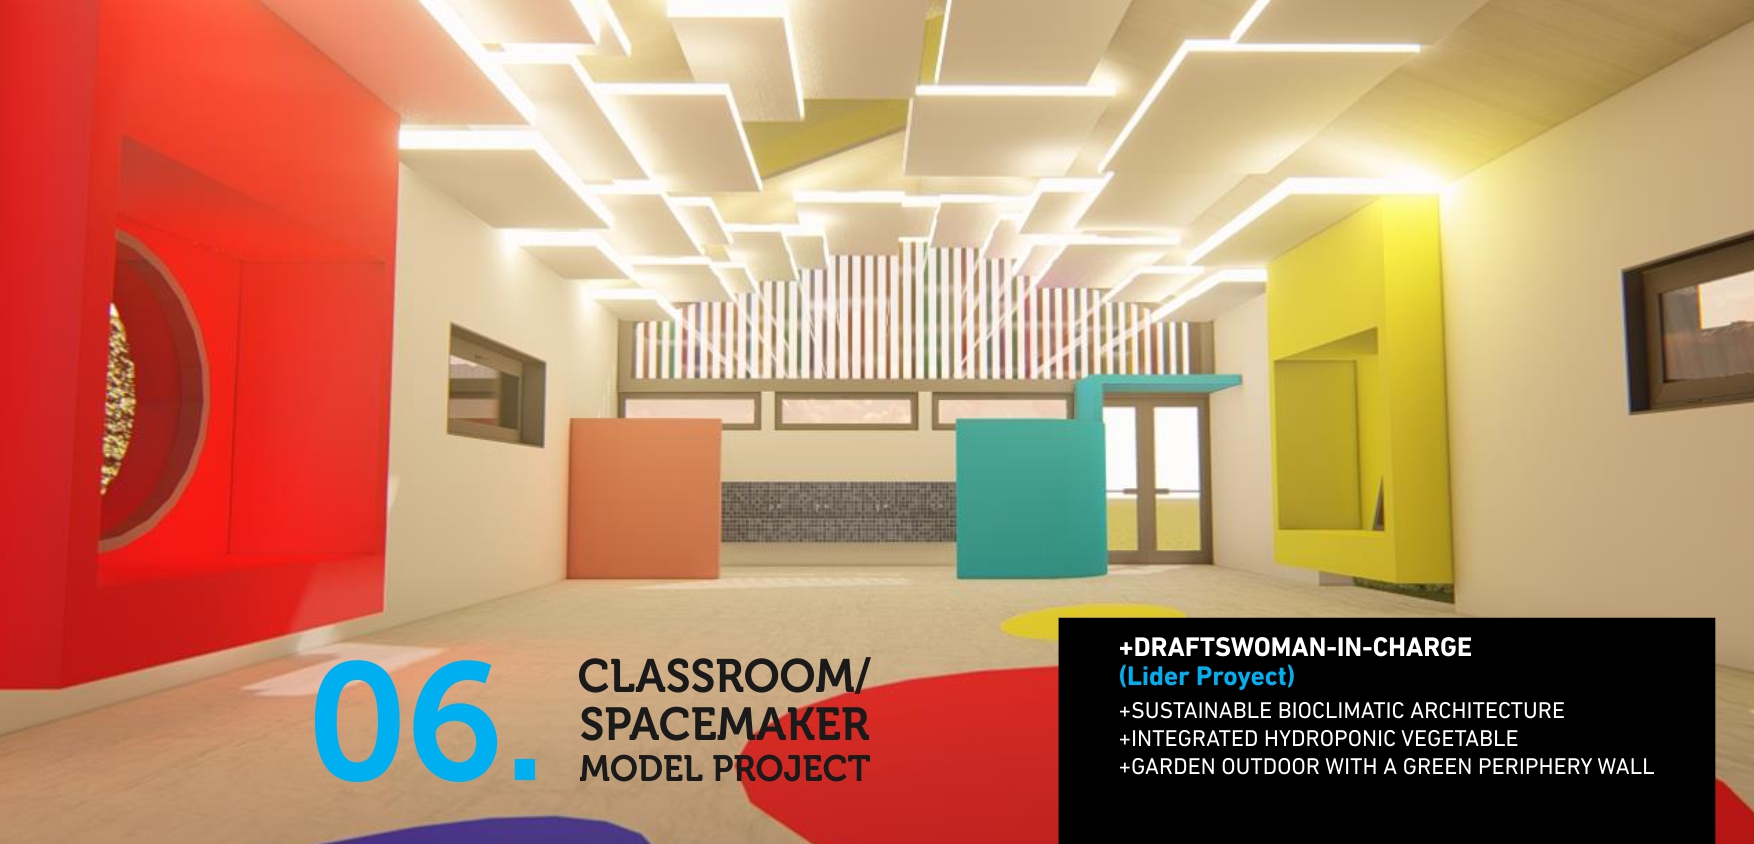 06.
CLASSROOM/
SPACEMAKER
MODEL PROJECT
+DRAFTSWOMAN-IN-CHARGE
(Lider Proyect)
+SUSTAINABLE BIOCLIMATIC ARCHITECTURE
+INTEGRATED HYDROPONIC VEGETABLE
+GARDEN OUTDOOR WITH A GREEN PERIPHERY WALL